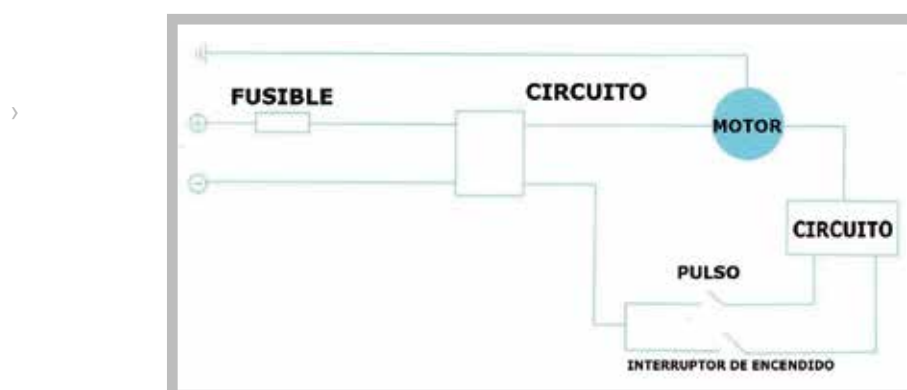 FUSIBLE
CIRCUITO
MOTOR
CIRCUITO
PULSO
INTERRUPTOR DE ENCENDIDO